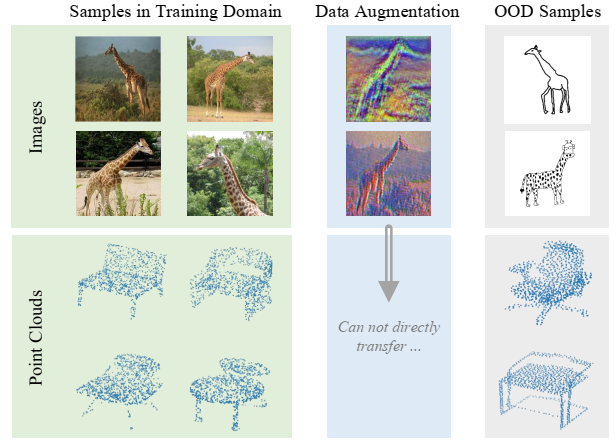 Samples in Training Domain
Data Augmentation
OOD Samples
Images
Point Clouds
Can not directly
transfer ...